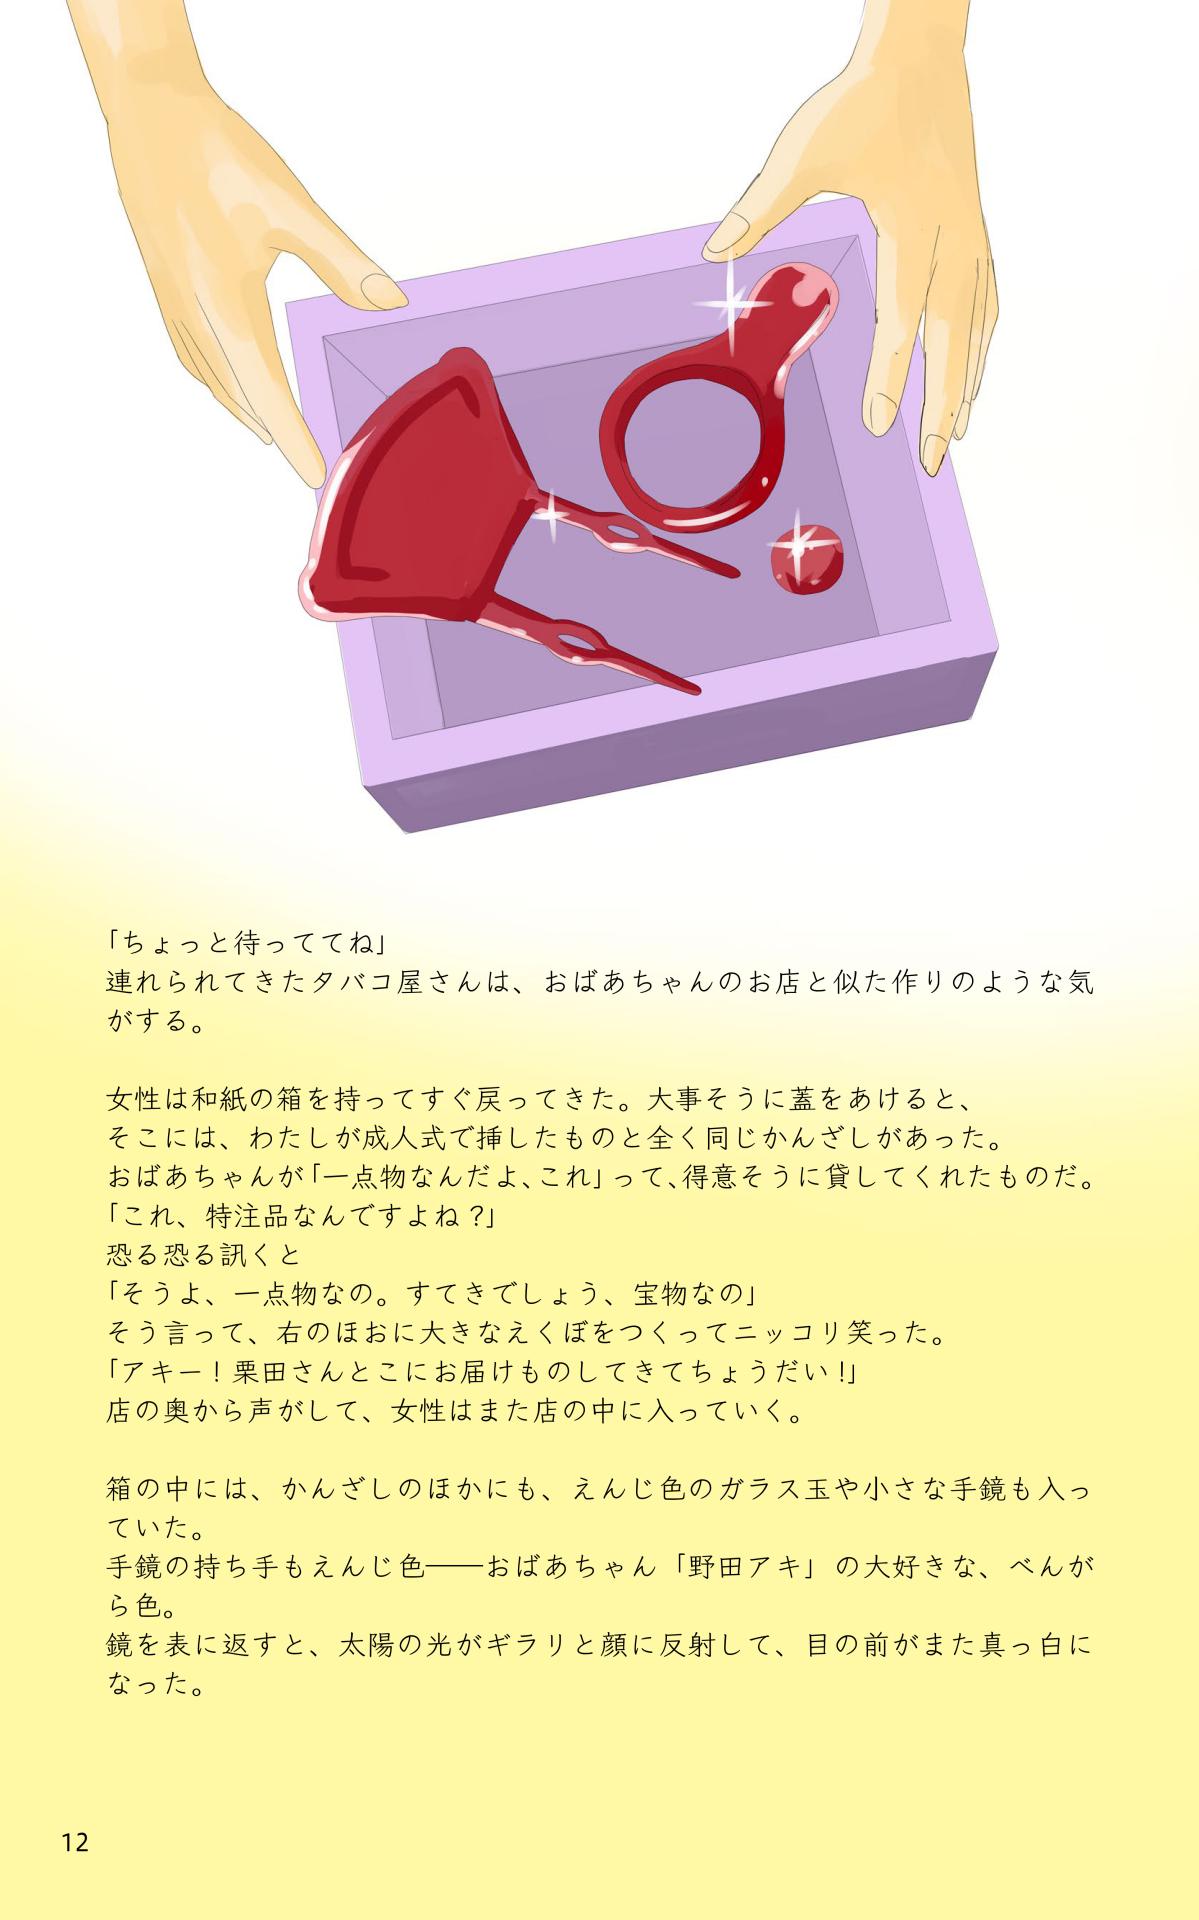 「ちょっと待っててね」
連れられてきたタバコ屋さんは、おばあちゃんのお店と似た作りのような気
がする。
女性は和紙の箱を持ってすぐ戻ってきた。大事そうに蓋をあけると、
そこには、わたしが成人式で挿したものと全く同じかんざしがあった。
おばあちゃんが「一点物なんだよ、これ」って、得意そうに貸してくれたものだ。
「これ、特注品なんですよね?」
恐る恐る訊くと
「そうよ、一点物なの。すてきでしょう、宝物なの」
そう言って、右のほおに大きなえくぼをつくってニッコリ笑った。
「アキー!栗田さんとこにお届けものしてきてちょうだい!」
店の奥から声がして、女性はまた店の中に入っていく。
箱の中には、かんざしのほかにも、えんじ色のガラス玉や小さな手鏡も入っ
ていた。
手鏡の持ち手もえんじ色――おばあちゃん「野田アキ」の大好きな、べんが
ら色。
鏡を表に返すと、太陽の光がギラリと顔に反射して、目の前がまた真っ白に
なった。
12